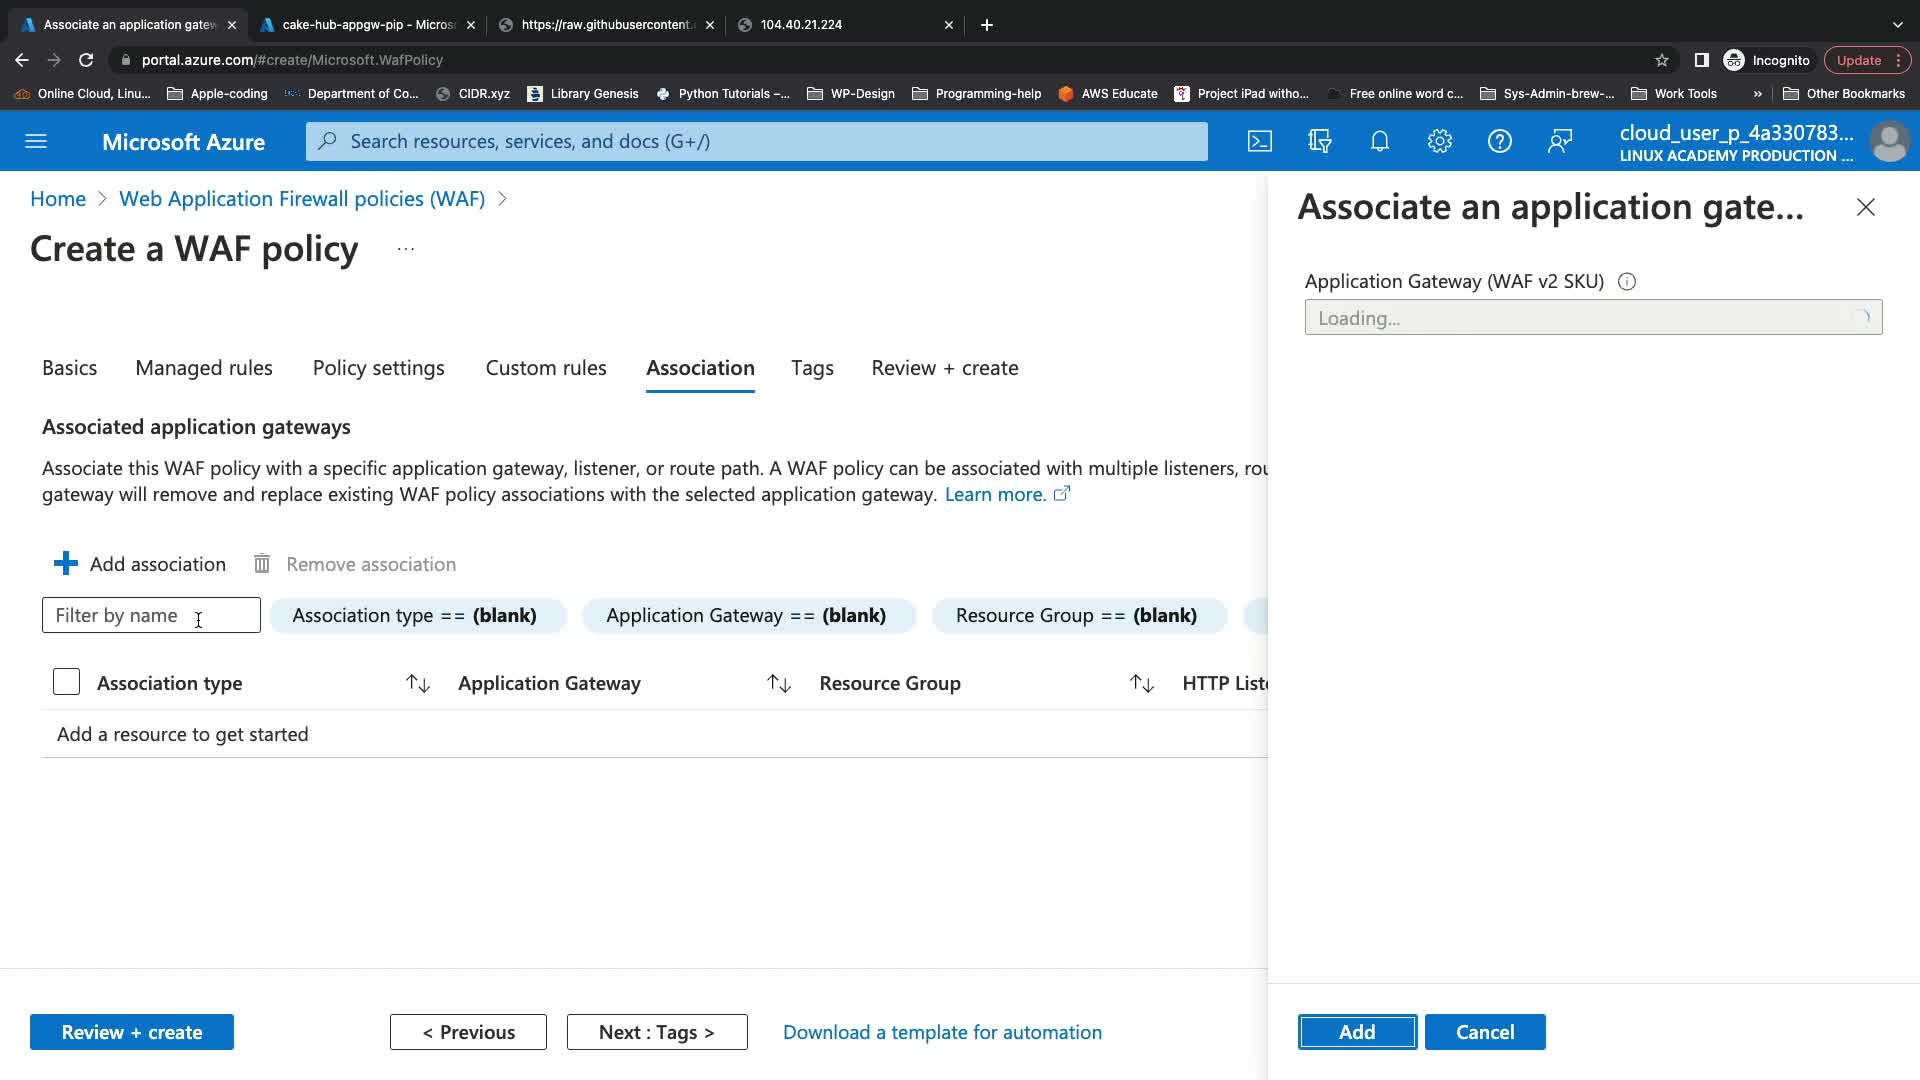 Associate an application gatew
cake-hub-appgw-pip - Micros
https://raw.githubusercontent.
104.40.21.224
portal.azure.com/#create/Microsoft.WafPolicy
Incognito
Update
Online Cloud, Linu...
Apple-coding
Department of Co...
CIDR.xyz
Library Genesis
Python Tutorials –...
WP-Design
Programming-help
AWS Educate
Project iPad witho...
Free online word c...
Sys-Admin-brew-...
Work Tools
»
Other Bookmarks
Microsoft Azure
Search resources, services, and docs (G+/)
cloud_user_p_4a330783...
LINUX ACADEMY PRODUCTION ...
Home > Web Application Firewall policies (WAF) >
Create a WAF policy ...
Basics
Managed rules
Policy settings
Custom rules
Association
Tags
Review + create
Associated application gateways
Associate this WAF policy with a specific application gateway, listener, or route path. A WAF policy can be associated with multiple listeners, rou
gateway will remove and replace existing WAF policy associations with the selected application gateway. Learn more.
Add association
Remove association
Filter by name
Association type == (blank)
Application Gateway == (blank)
Resource Group == (blank)
Association type
Application Gateway
Resource Group
HTTP Liste
Add a resource to get started
Review + create
< Previous
Next : Tags >
Download a template for automation
Associate an application gate...
Application Gateway (WAF v2 SKU)
Loading...
Add
Cancel